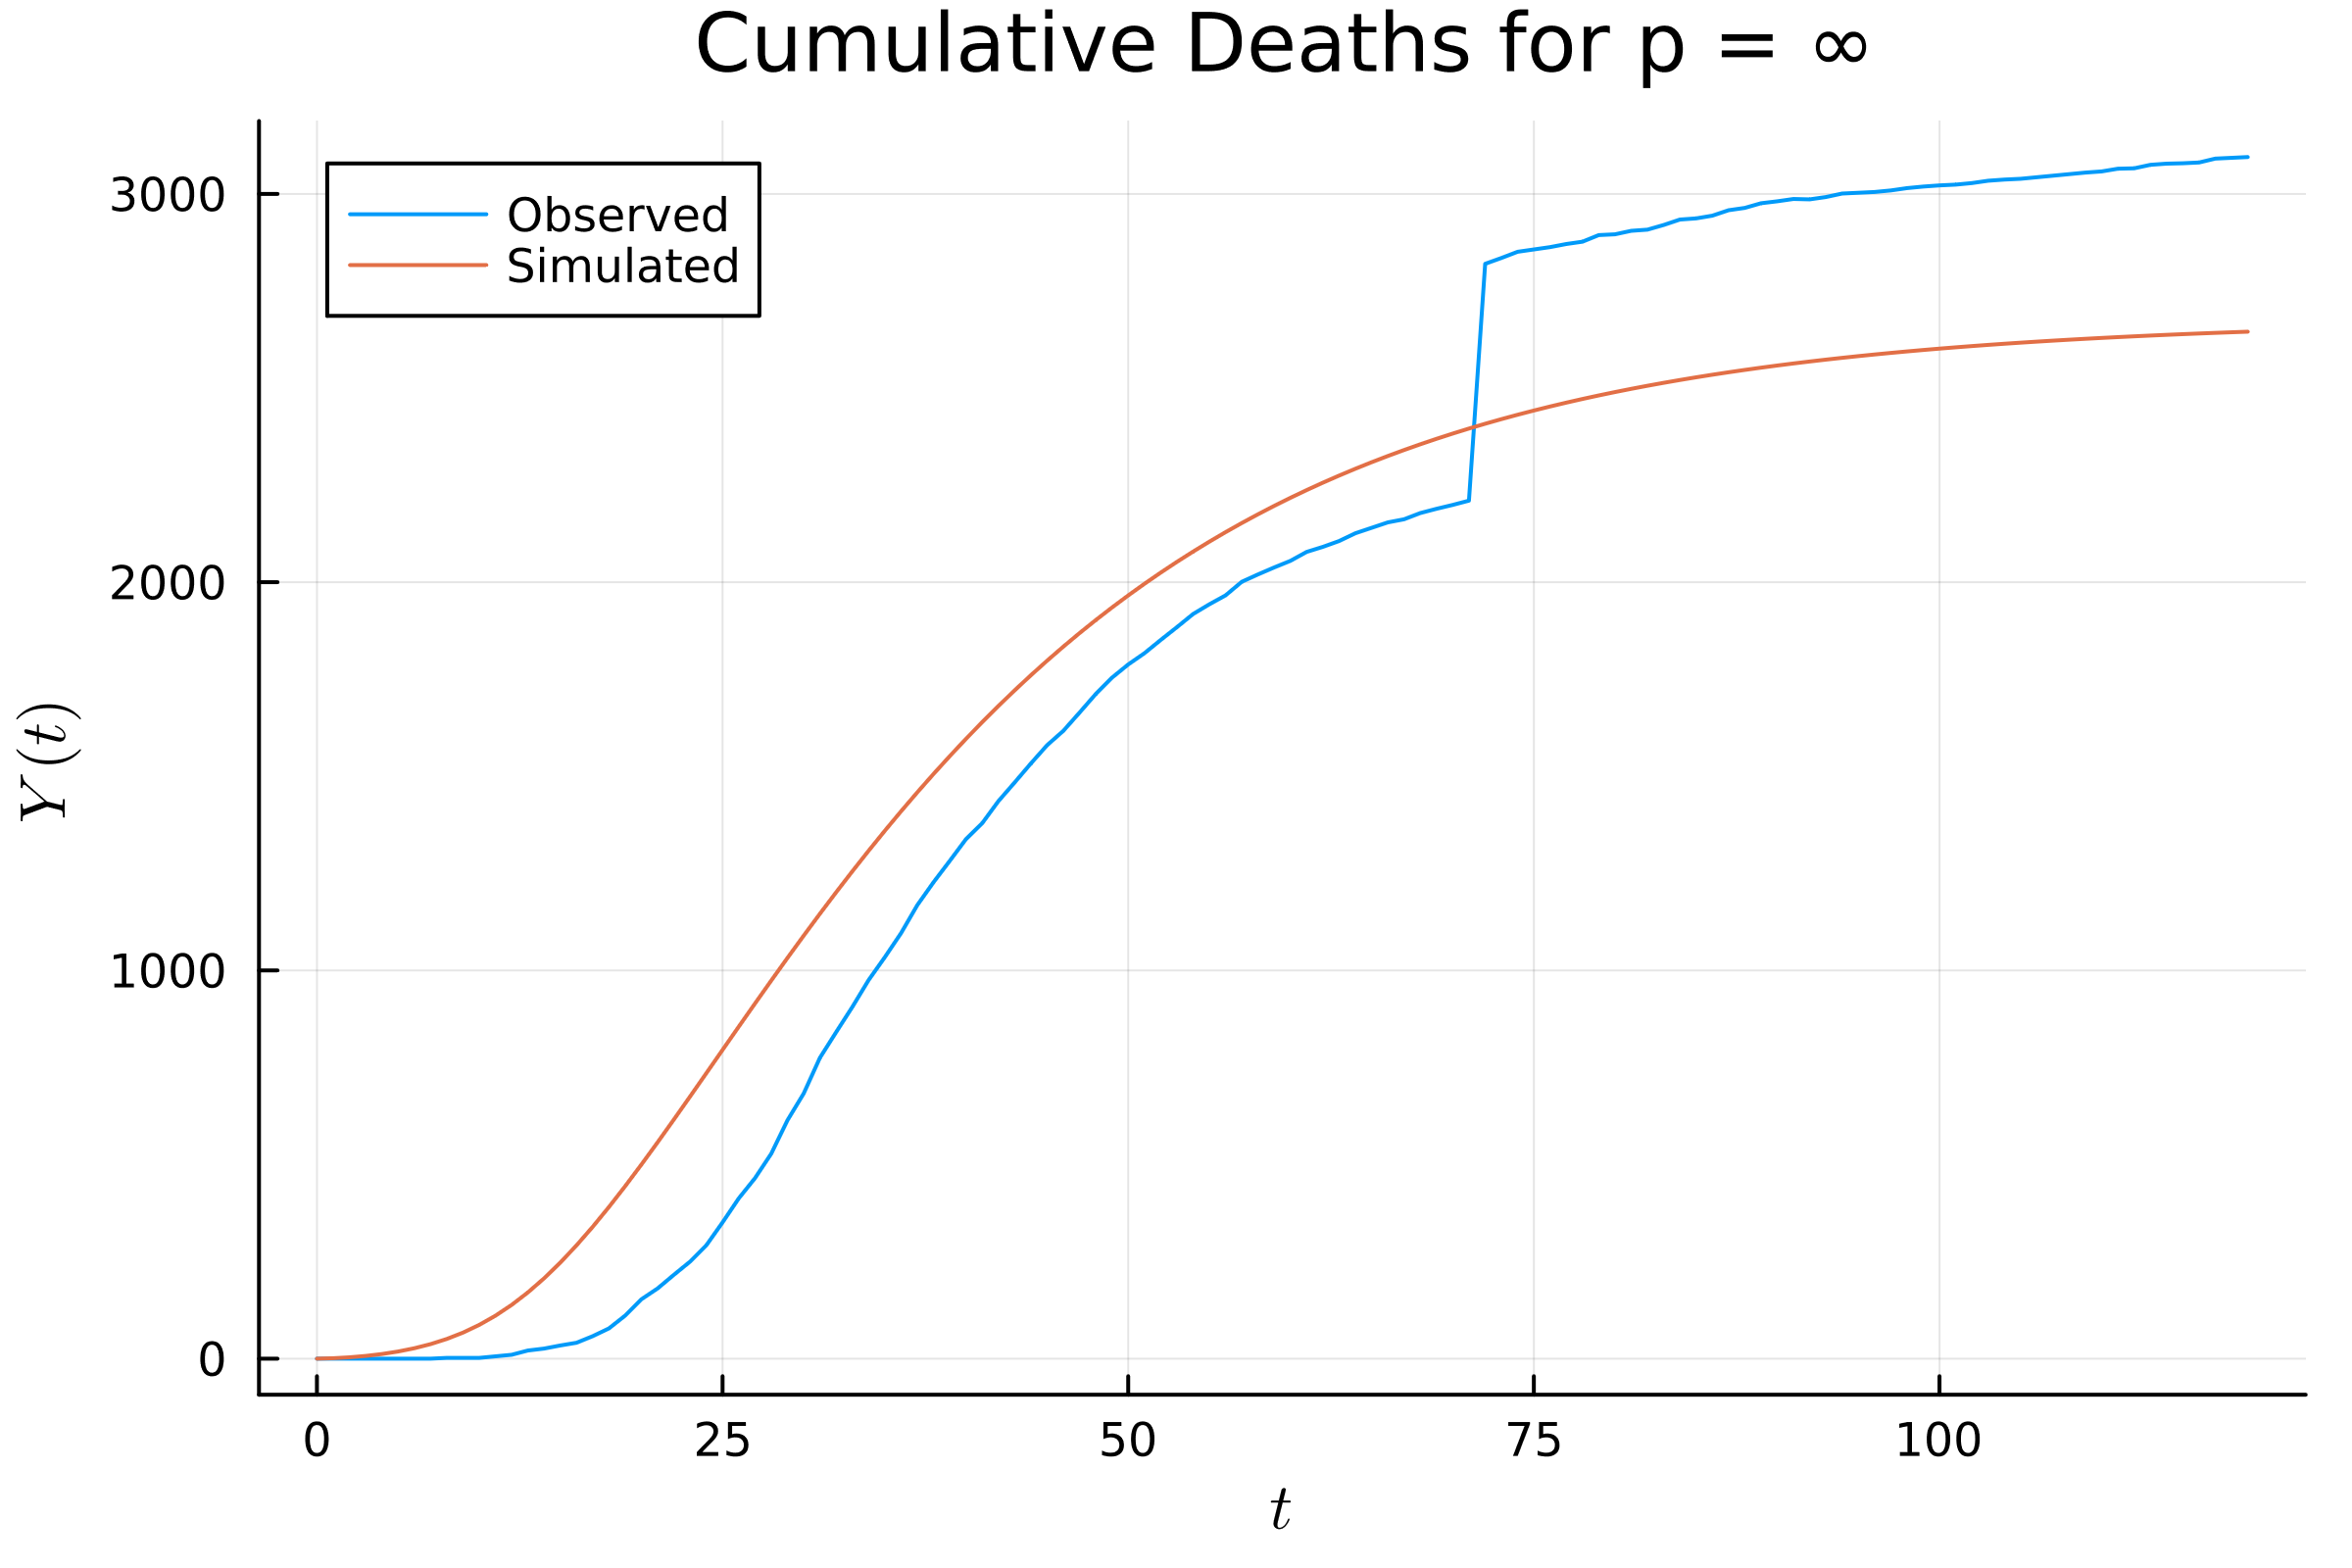 Cumulative Deaths for p = ∞
Observed
Simulated
3000
2000
1000
0
Y(t)
0 25 50 75 100
t